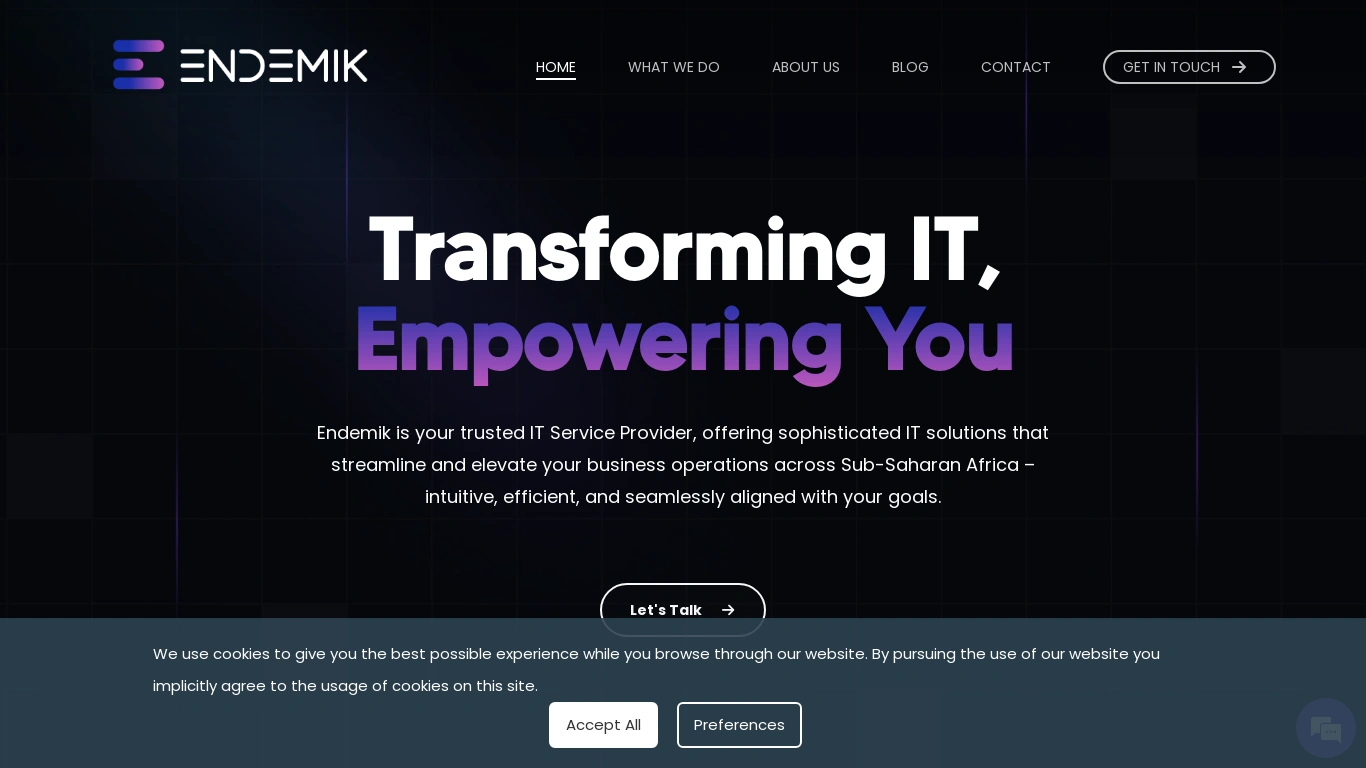 ENDEMIK
HOME
WHAT WE DO
ABOUT US
BLOG
CONTACT
GET IN TOUCH
Transforming IT,
Empowering You
Endemik is your trusted IT Service Provider, offering sophisticated IT solutions that
streamline and elevate your business operations across Sub-Saharan Africa –
intuitive, efficient, and seamlessly aligned with your goals.
Let's Talk
We use cookies to give you the best possible experience while you browse through our website. By pursuing the use of our website you
implicitly agree to the usage of cookies on this site.
Accept All
Preferences